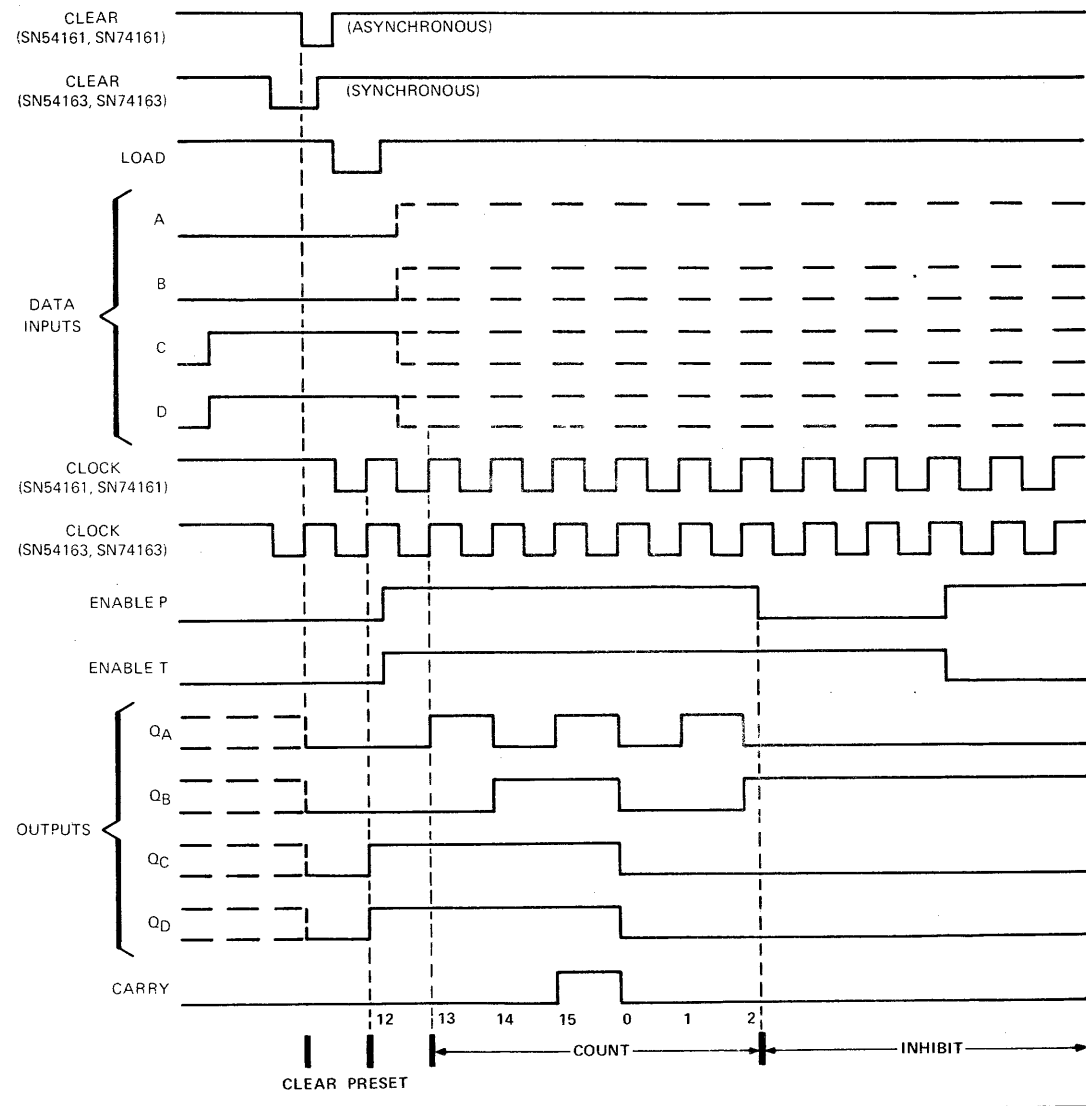 CLEAR
(SN54161, SN74161)
(ASYNCHRONOUS)
CLEAR
(SN54163, SN74163)
(SYNCHRONOUS)
LOAD
A
B
DATA
INPUTS
C
D
CLOCK
(SN54161, SN74161)
CLOCK
(SN54163, SN74163)
ENABLE P
ENABLE T
QA
QB
OUTPUTS
QC
QD
CARRY
12 13 14 15 0 1 2
COUNT
INHIBIT
CLEAR PRESET